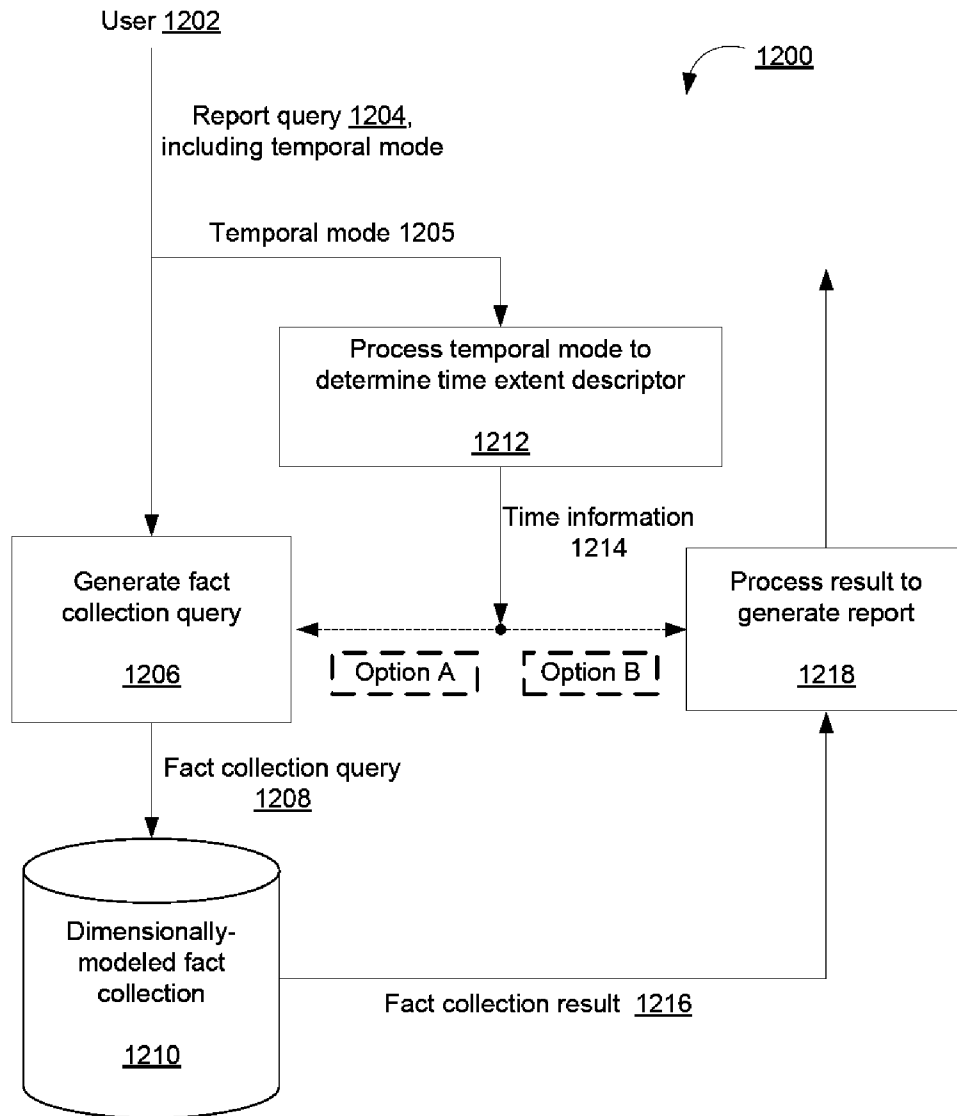 User 1202
1200
Report query 1204,
including temporal mode
Temporal mode 1205
Process temporal mode to
determine time extent descriptor
1212
Time information
1214
Generate fact
collection query
1206
Option A
Option B
Process result to
generate report
1218
Fact collection query
1208
Dimensionally-
modeled fact
collection
1210
Fact collection result 1216